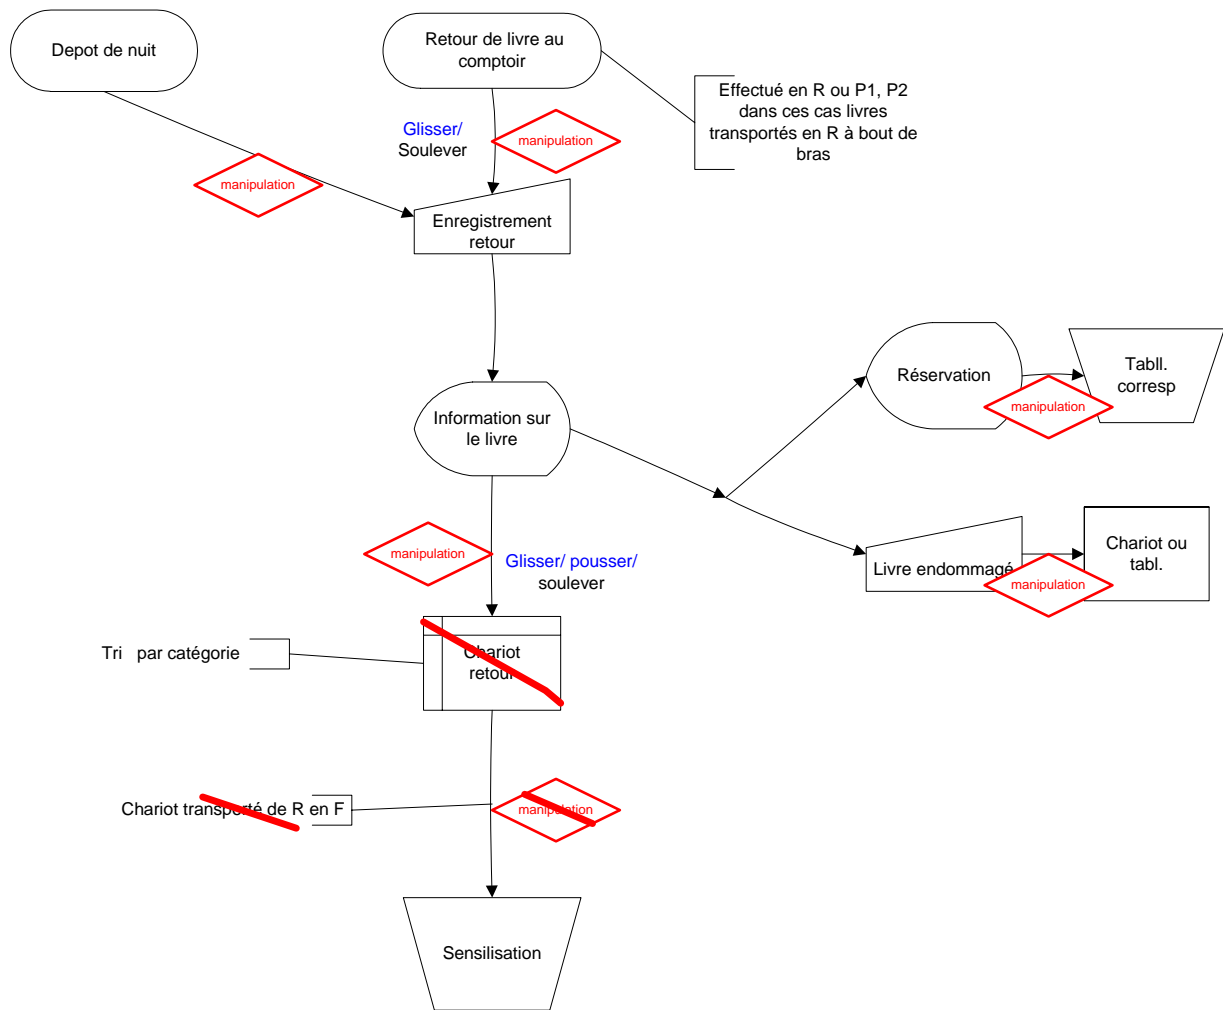 Depot de nuit
Retour de livre au
comptoir
Effectué en R ou P1, P2
dans ces cas livres
transportés en R à bout de
bras
Glisser/
Soulever
manipulation
manipulation
Enregistrement
retour
Information sur
le livre
Réservation
manipulation
Tabll.
corresp
manipulation
Glisser/ pousser/
soulever
Livre endommagé
manipulation
Chariot ou
tabl.
Tri par catégorie
Chariot
retour
Chariot transporté de R en F
manipulation
Sensilisation